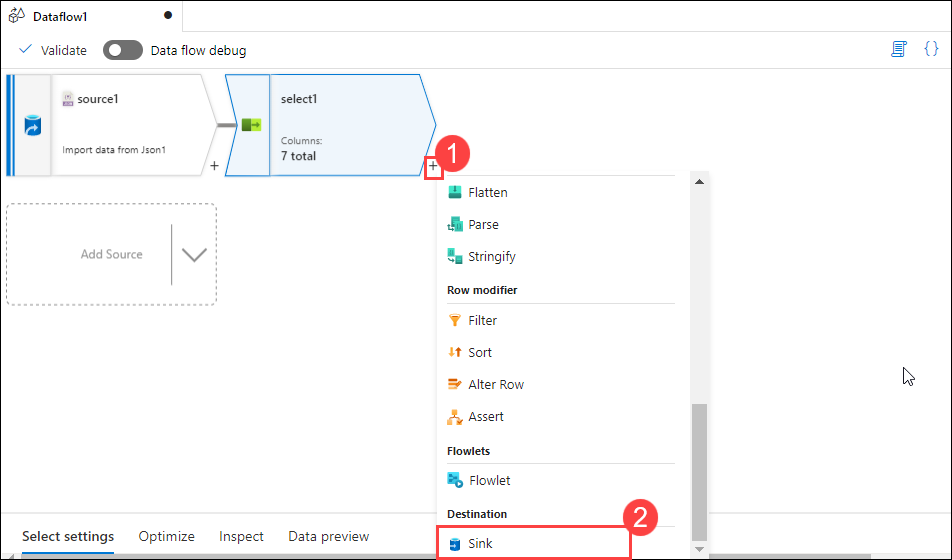 Dataflow1
Validate
Data flow debug
{}
source1
Import data from Json1
+
select1
Columns:
7 total
+
1
Add Source
Flatten
Parse
Stringify
Row modifier
Filter
Sort
Alter Row
Assert
Flowlets
Flowlet
Destination
2
Sink
Select settings
Optimize
Inspect
Data preview